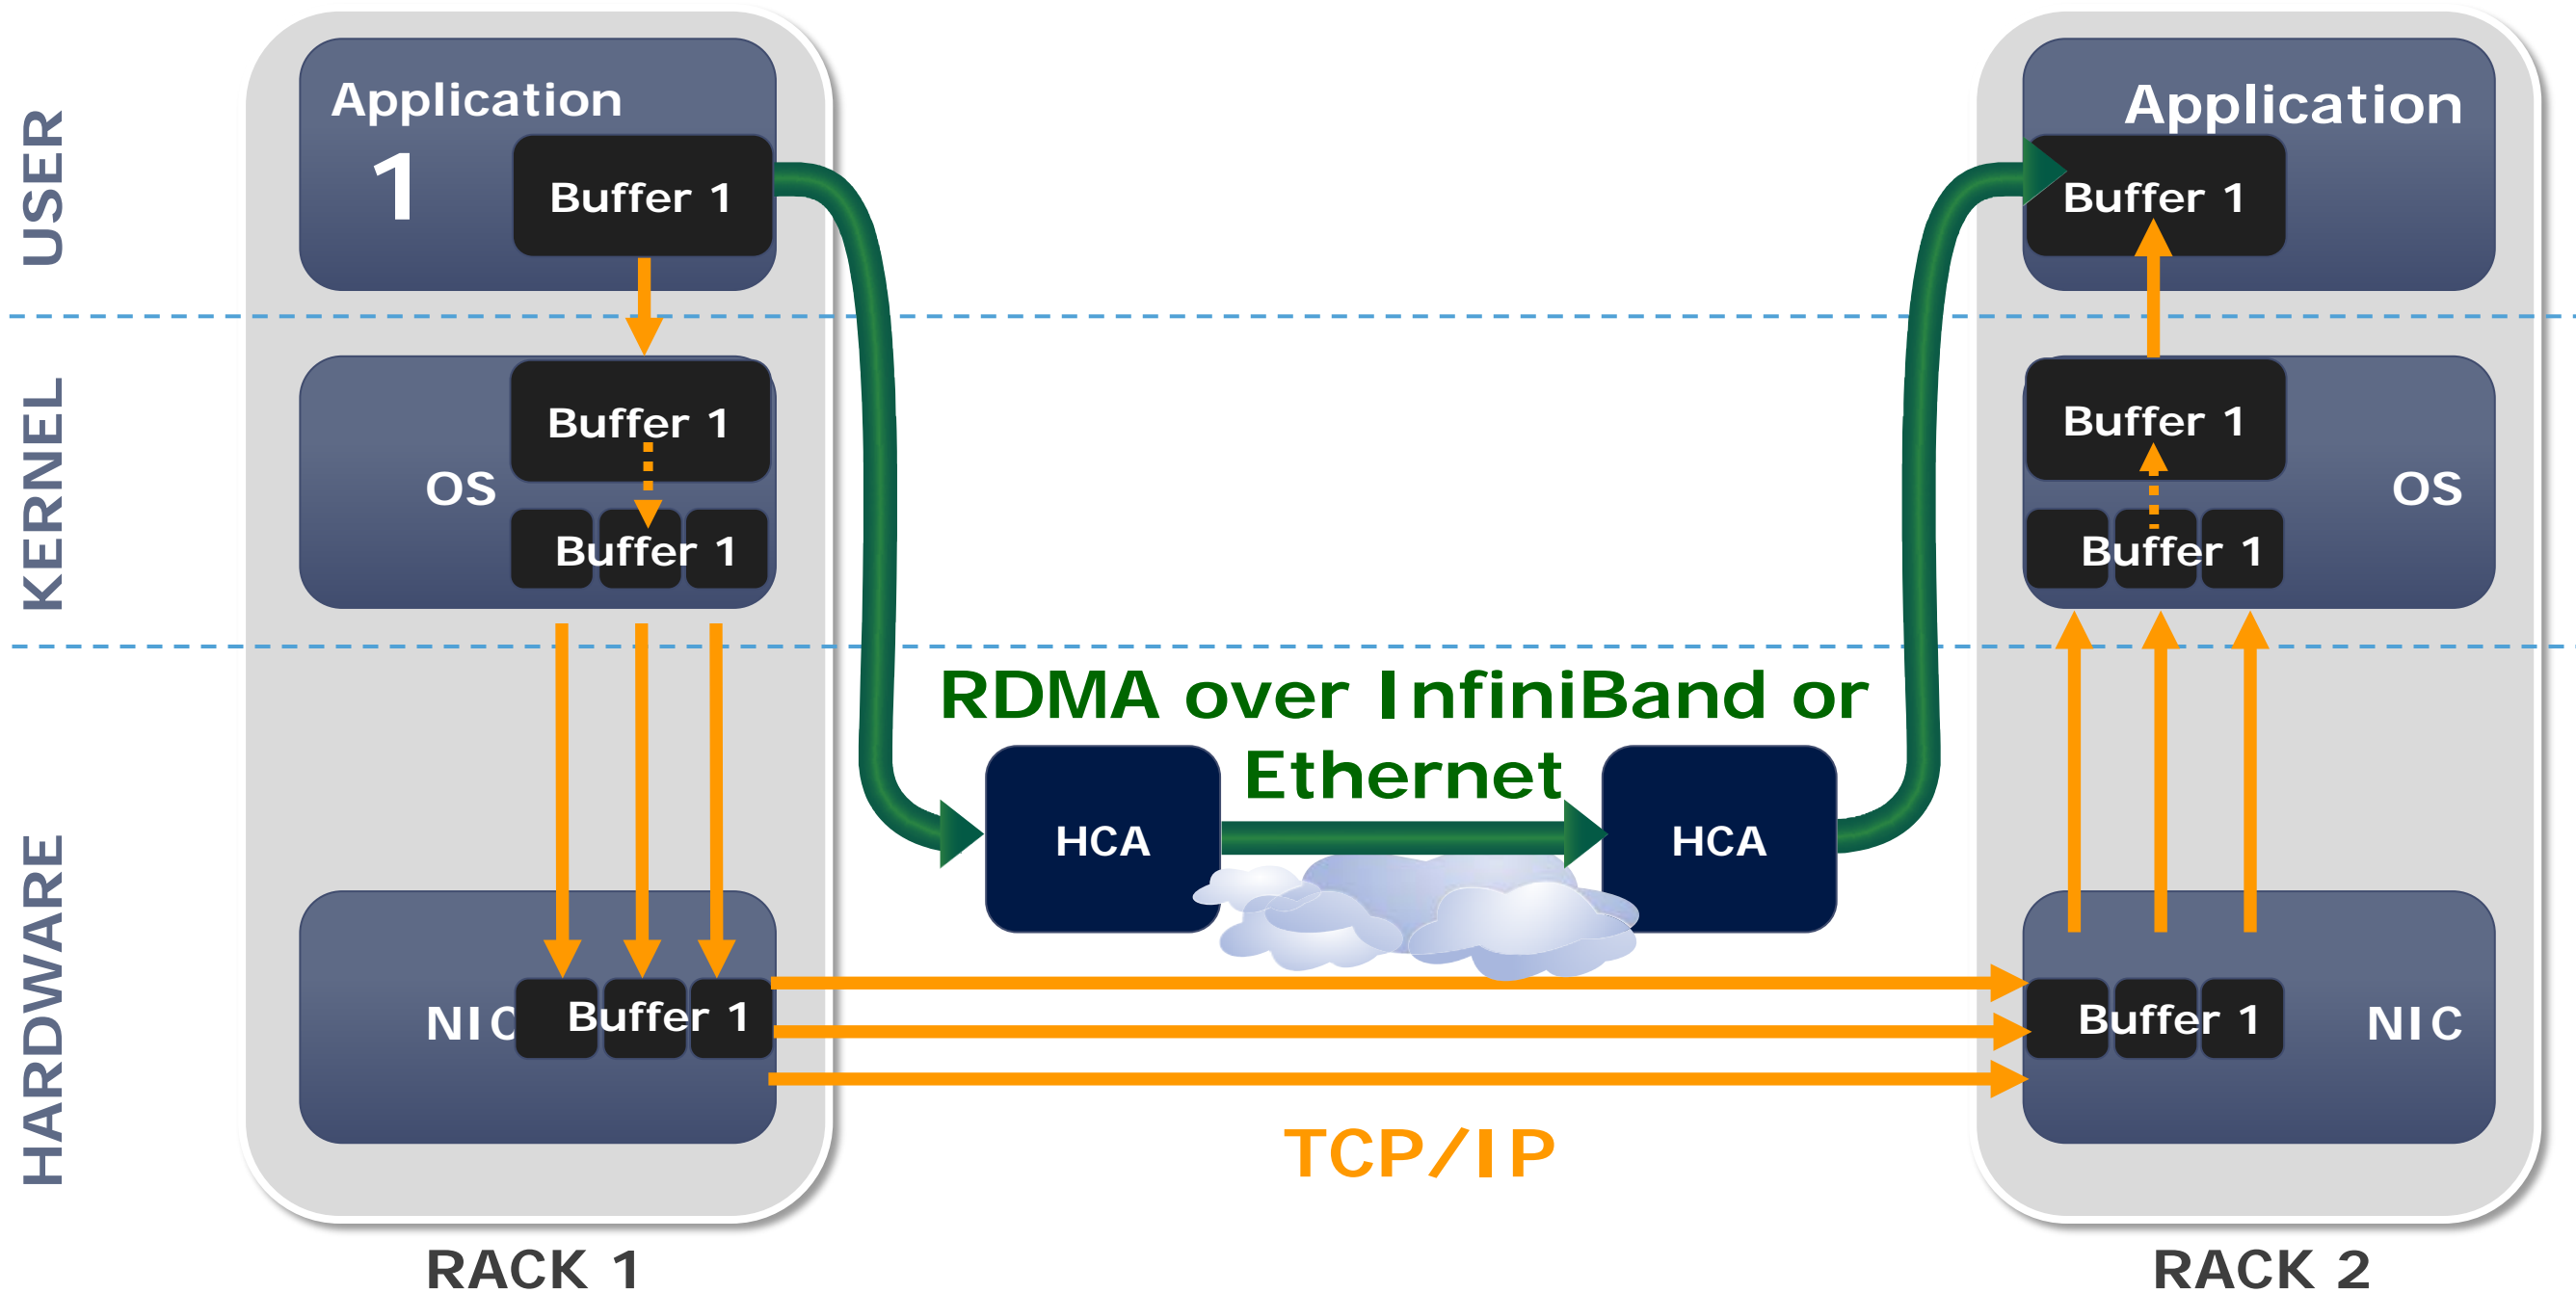 USER
KERNEL
HARDWARE
Application
1
Buffer 1
OS
Buffer 1
Buffer 1
NIC
Buffer 1
RACK 1
RDMA over InfiniBand or
Ethernet
HCA
HCA
TCP/IP
Application
Buffer 1
Buffer 1
OS
Buffer 1
Buffer 1
NIC
RACK 2